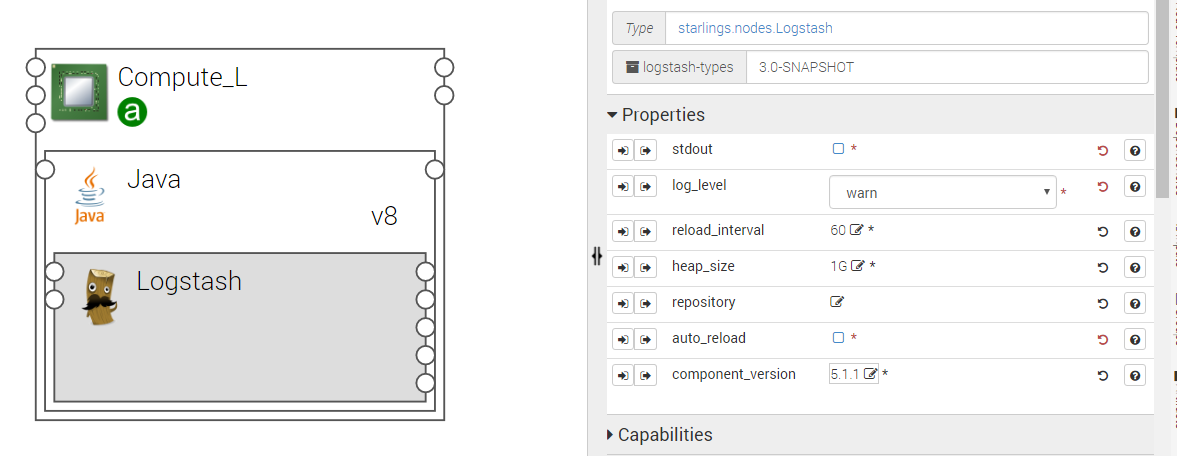 Compute_L
a
Java
Java
v8
Logstash
Type starlings.nodes.Logstash
logstash-types 3.0-SNAPSHOT
Properties
stdout *
log_level warn *
reload_interval 60 *
heap_size 1G *
repository
auto_reload *
component_version 5.1.1 *
Capabilities